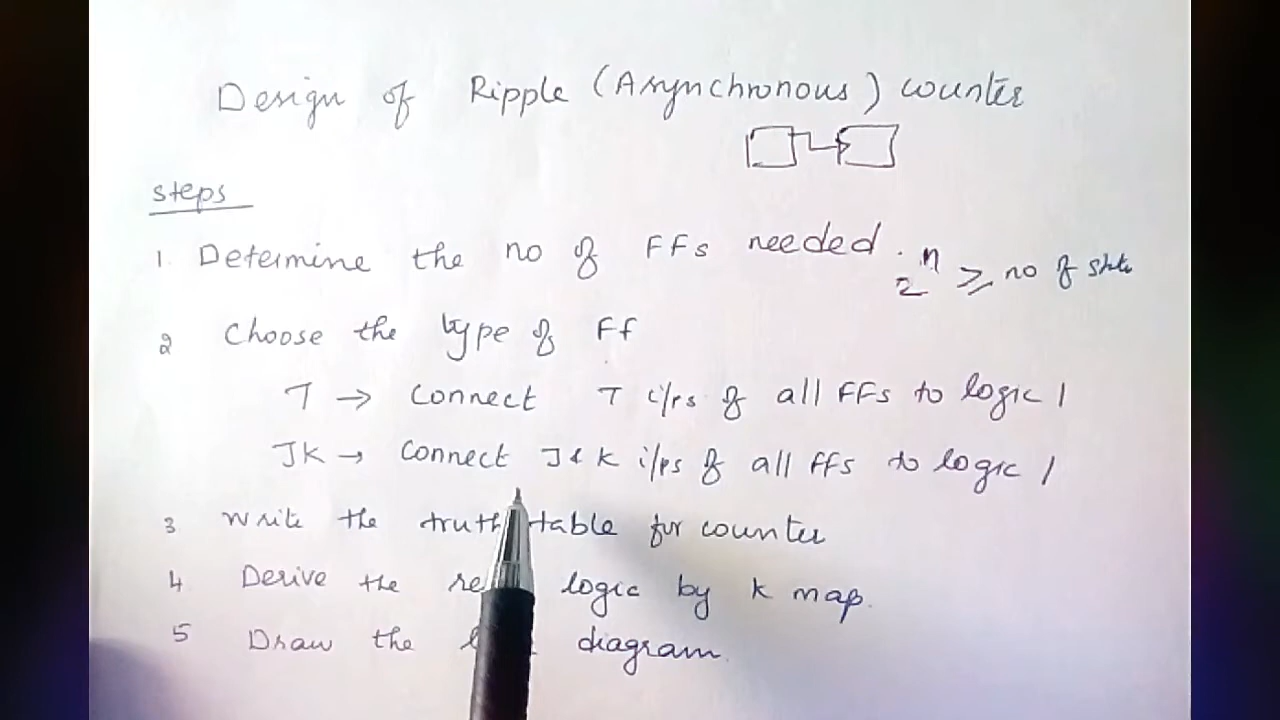 Design of Ripple (Asynchronous) counter
steps
1. Determine the no of FFs needed. 2^n ≥ no of
2 Choose the type of Ff
T → Connect T i/ps of all FFs to logic 1
JK → Connect J & K i/ps of all ffs to logic 1
3 Write the truth table for counter
4 Derive the logic by K map.
5 Draw the diagram.